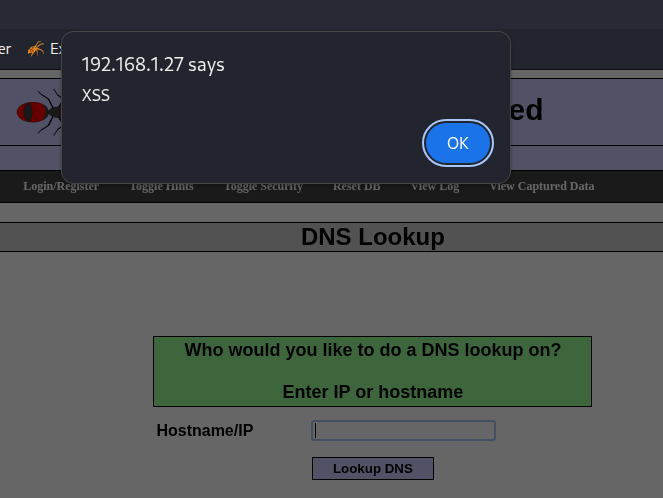 er Ex
192.168.1.27 says
XSS
OK
ed
Login/Register Toggle Hints Toggle Security Reset DB View Log View Captured Data
DNS Lookup
Who would you like to do a DNS lookup on?
Enter IP or hostname
Hostname/IP
Lookup DNS